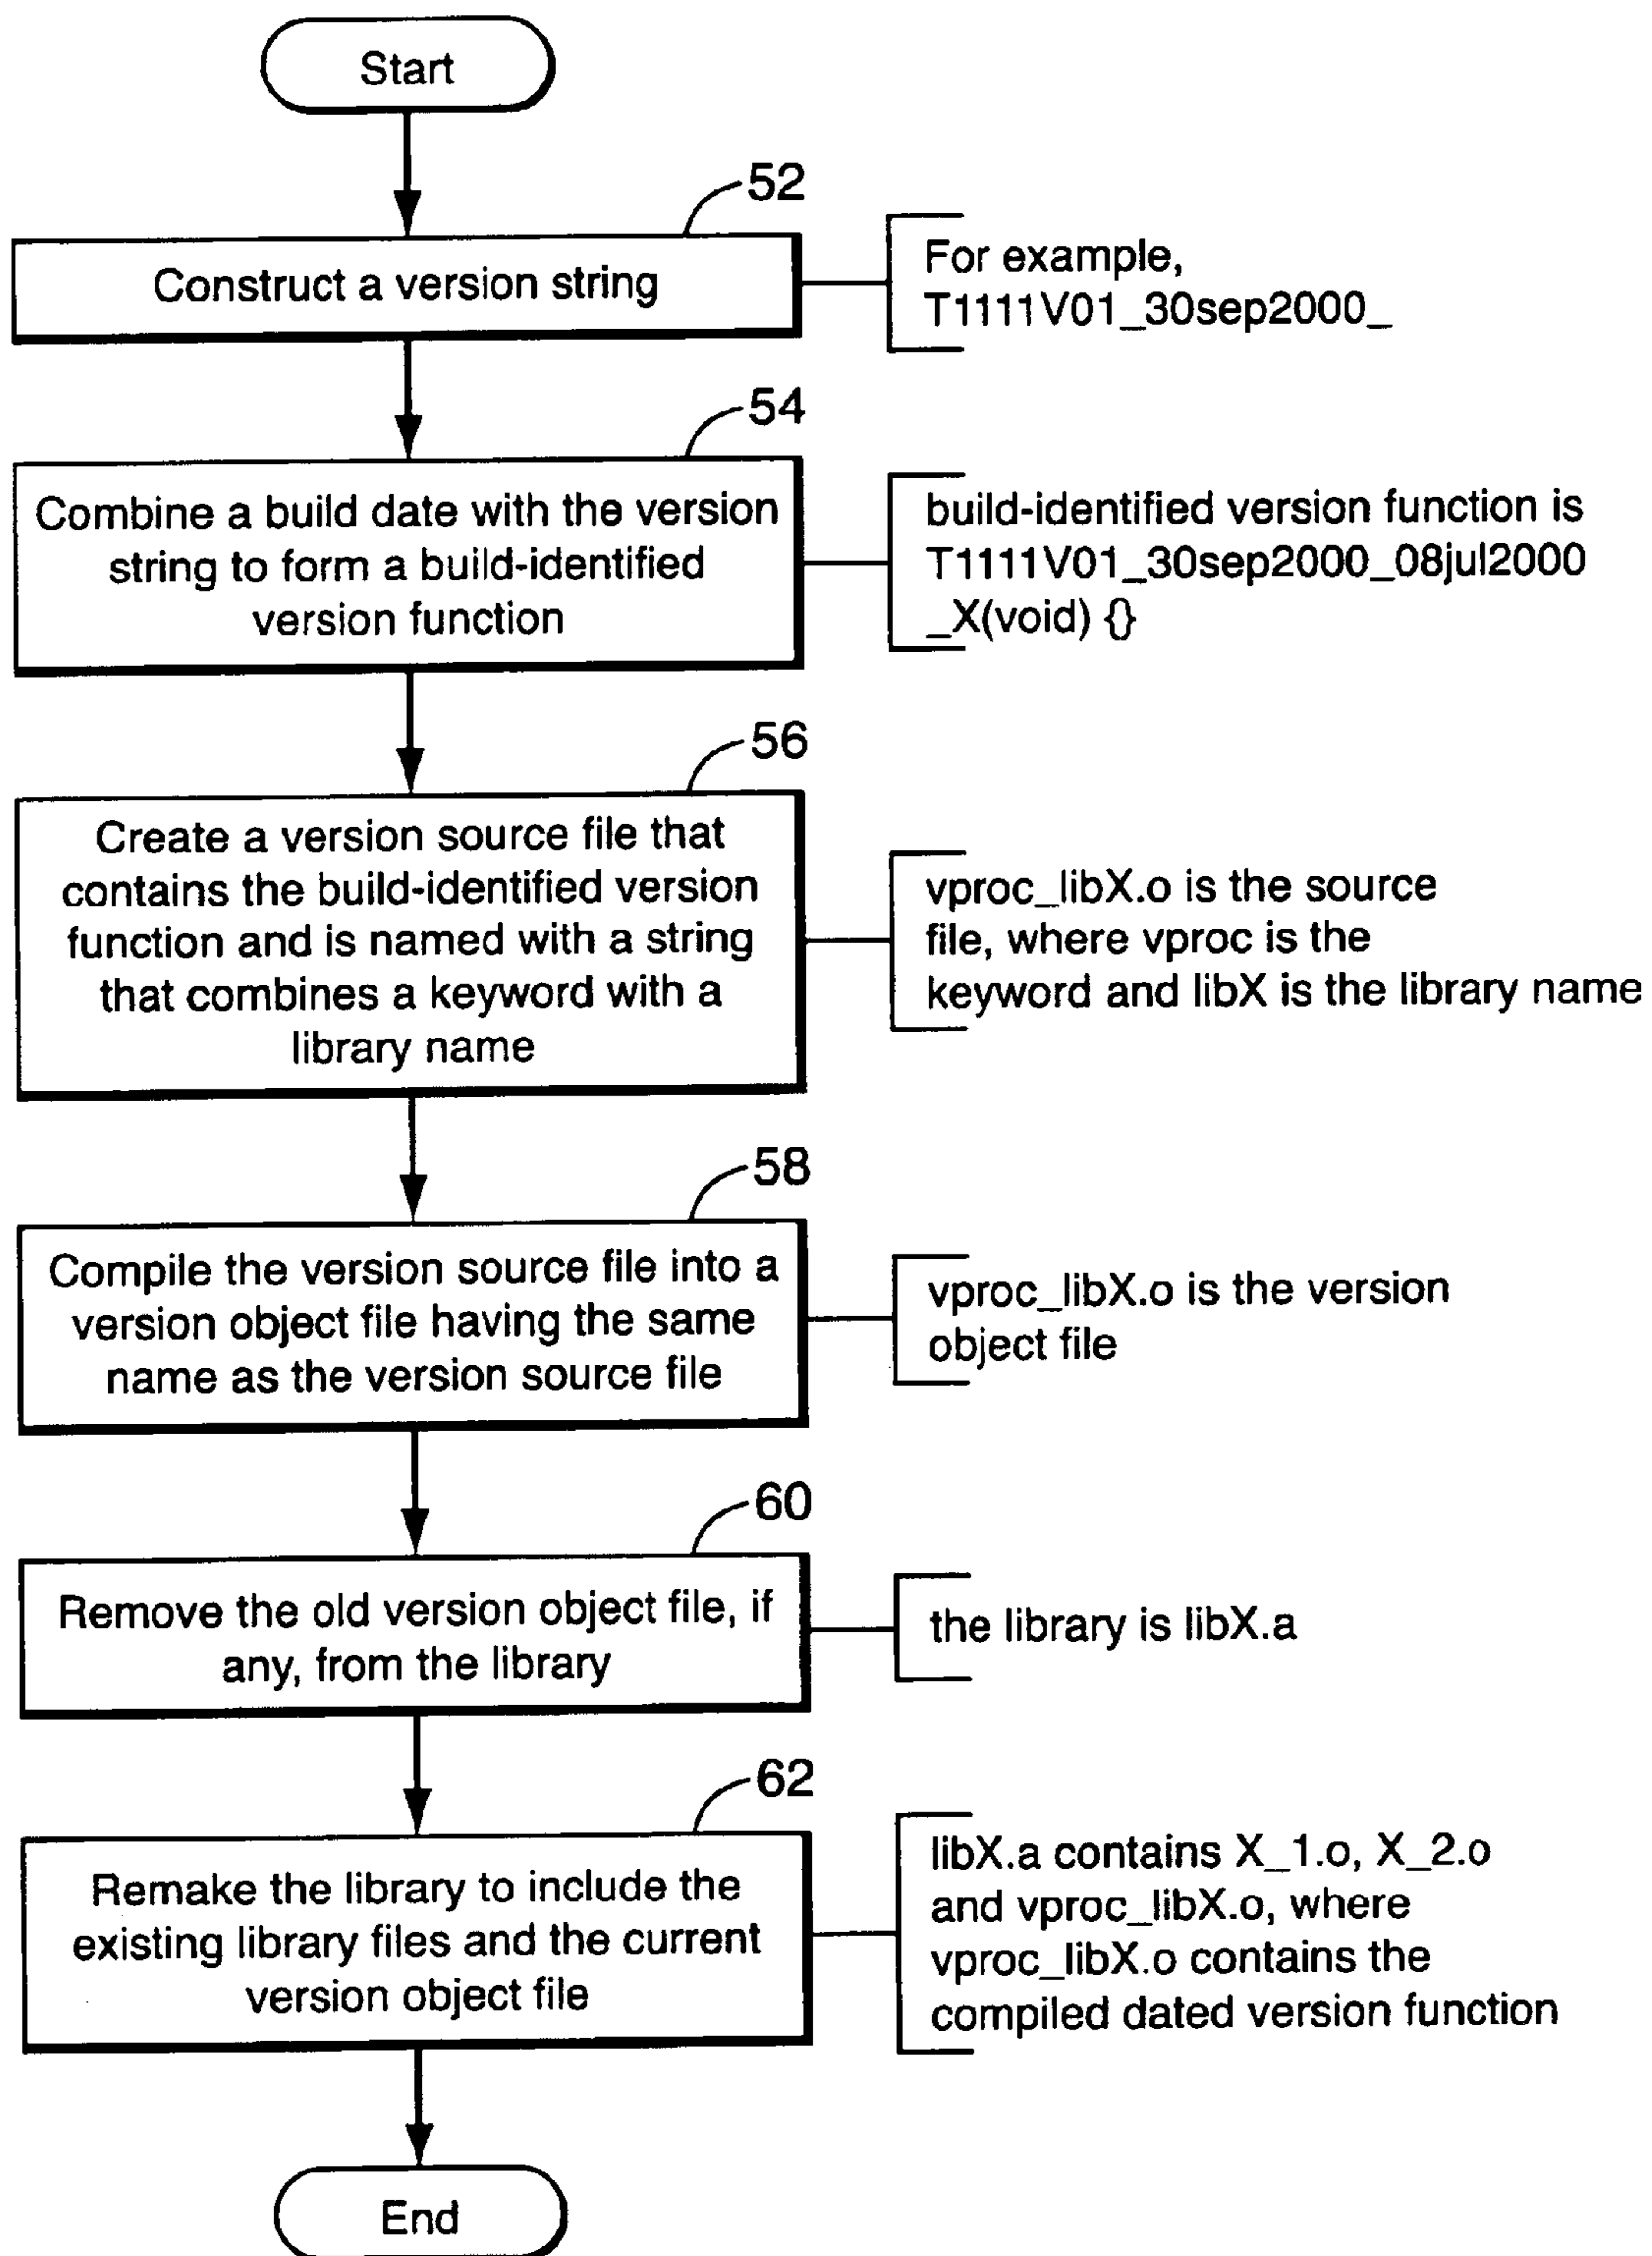 Start
52
Construct a version string
For example,
T1111V01_30sep2000_
54
Combine a build date with the version
string to form a build-identified
version function
build-identified version function is
T1111V01_30sep2000_08jul2000
_X(void) {}
56
Create a version source file that
contains the build-identified version
function and is named with a string
that combines a keyword with a
library name
vproc_libX.o is the source
file, where vproc is the
keyword and libX is the library name
58
Compile the version source file into a
version object file having the same
name as the version source file
vproc_libX.o is the version
object file
60
Remove the old version object file, if
any, from the library
the library is libX.a
62
Remake the library to include the
existing library files and the current
version object file
libX.a contains X_1.o, X_2.o
and vproc_libX.o, where
vproc_libX.o contains the
compiled dated version function
End